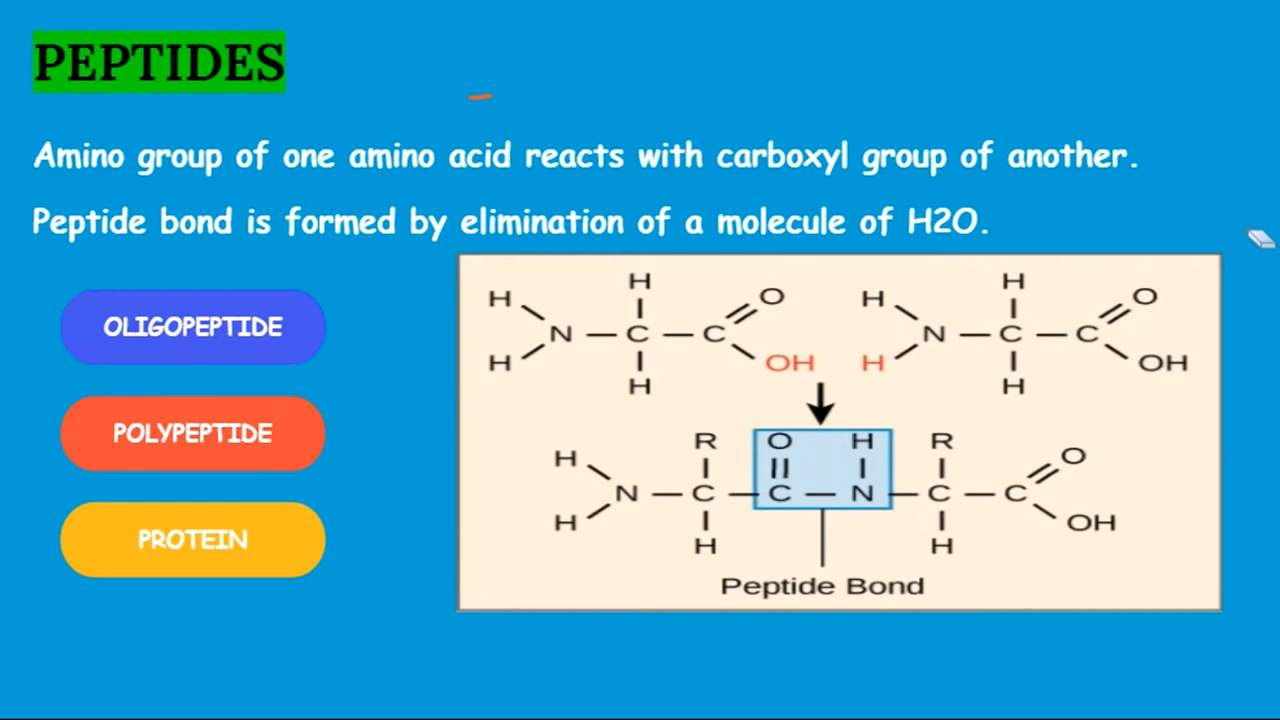 PEPTIDES
Amino group of one amino acid reacts with carboxyl group of another.
Peptide bond is formed by elimination of a molecule of H2O.
OLIGOPEPTIDE
POLYPEPTIDE
PROTEIN
H H O H H O
H N C C H N C C
H H OH H H OH
R O H R O
H N C C N C C
H H H OH
Peptide Bond